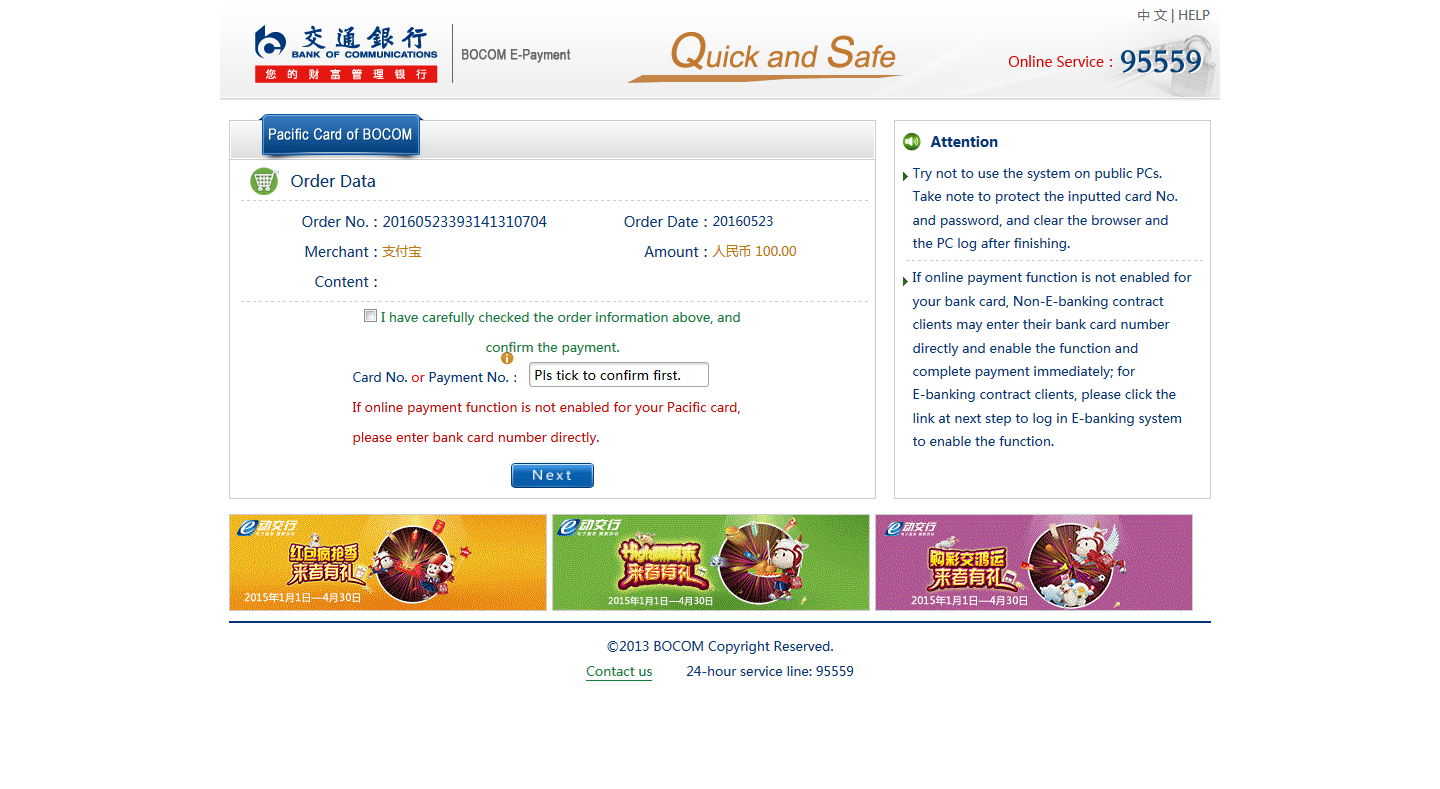 中 文 | HELP
交通銀行
BANK OF COMMUNICATIONS
您的财富管理银行
BOCOM E-Payment
Quick and Safe
Online Service：95559
Pacific Card of BOCOM
Order Data
Order No.：20160523393141310704
Order Date：20160523
Merchant：支付宝
Amount：人民币 100.00
Content：
I have carefully checked the order information above, and
confirm the payment.
Card No. or Payment No.：
Pls tick to confirm first.
If online payment function is not enabled for your Pacific card,
please enter bank card number directly.
Next
Attention
Try not to use the system on public PCs.
Take note to protect the inputted card No.
and password, and clear the browser and
the PC log after finishing.
If online payment function is not enabled for
your bank card, Non-E-banking contract
clients may enter their bank card number
directly and enable the function and
complete payment immediately; for
E-banking contract clients, please click the
link at next step to log in E-banking system
to enable the function.
e动交行
红包疯抢季
来者有礼
2015年1月1日—4月30日
e动交行
来者有礼
2015年1月1日—4月30日
e动交行
购彩交鸿运
来者有礼
2015年1月1日—4月30日
©2013 BOCOM Copyright Reserved.
Contact us
24-hour service line: 95559